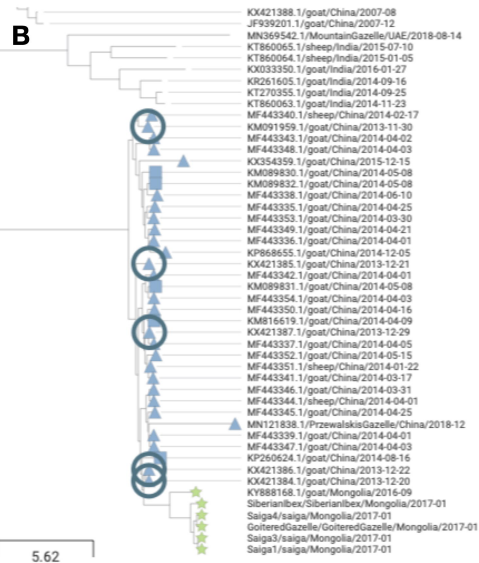 B
KX421388.1/goat/China/2007-08
JF939201.1/goat/China/2007-12
MN369542.1/MountainGazelle/UAE/2018-08-14
KT860065.1/sheep/India/2015-07-10
KT860064.1/sheep/India/2015-01-05
KX033350.1/goat/India/2016-01-27
KR261605.1/goat/India/2014-09-16
KT270355.1/goat/India/2014-09-25
KT860063.1/goat/India/2014-11-23
MF443340.1/sheep/China/2014-02-17
KM091959.1/goat/China/2013-11-30
MF443343.1/goat/China/2014-04-02
MF443348.1/goat/China/2014-04-03
KX354359.1/goat/China/2015-12-15
KM089830.1/goat/China/2014-05-08
KM089832.1/goat/China/2014-05-08
MF443338.1/goat/China/2014-06-10
MF443335.1/goat/China/2014-04-25
MF443353.1/goat/China/2014-03-30
MF443349.1/goat/China/2014-04-21
MF443336.1/goat/China/2014-04-01
KP868655.1/goat/China/2014-12-05
KX421385.1/goat/China/2013-12-21
MF443342.1/goat/China/2014-04-01
KM089831.1/goat/China/2014-05-08
MF443354.1/goat/China/2014-04-03
MF443350.1/goat/China/2014-04-16
KM816619.1/goat/China/2014-04-09
KX421387.1/goat/China/2013-12-29
MF443337.1/goat/China/2014-04-05
MF443352.1/goat/China/2014-05-15
MF443351.1/sheep/China/2014-01-22
MF443341.1/goat/China/2014-03-17
MF443346.1/goat/China/2014-03-31
MF443344.1/sheep/China/2014-04-01
MF443345.1/goat/China/2014-04-25
MN121838.1/PrzewalskisGazelle/China/2018-12
MF443339.1/goat/China/2014-04-01
MF443347.1/goat/China/2014-04-03
KP260624.1/goat/China/2014-08-16
KX421386.1/goat/China/2013-12-22
KX421384.1/goat/China/2013-12-20
KY888168.1/goat/Mongolia/2016-09
SiberianIbex/SiberianIbex/Mongolia/2017-01
Saiga4/saiga/Mongolia/2017-01
GoiteredGazelle/GoiteredGazelle/Mongolia/2017-01
Saiga3/saiga/Mongolia/2017-01
Saiga1/saiga/Mongolia/2017-01
5.62